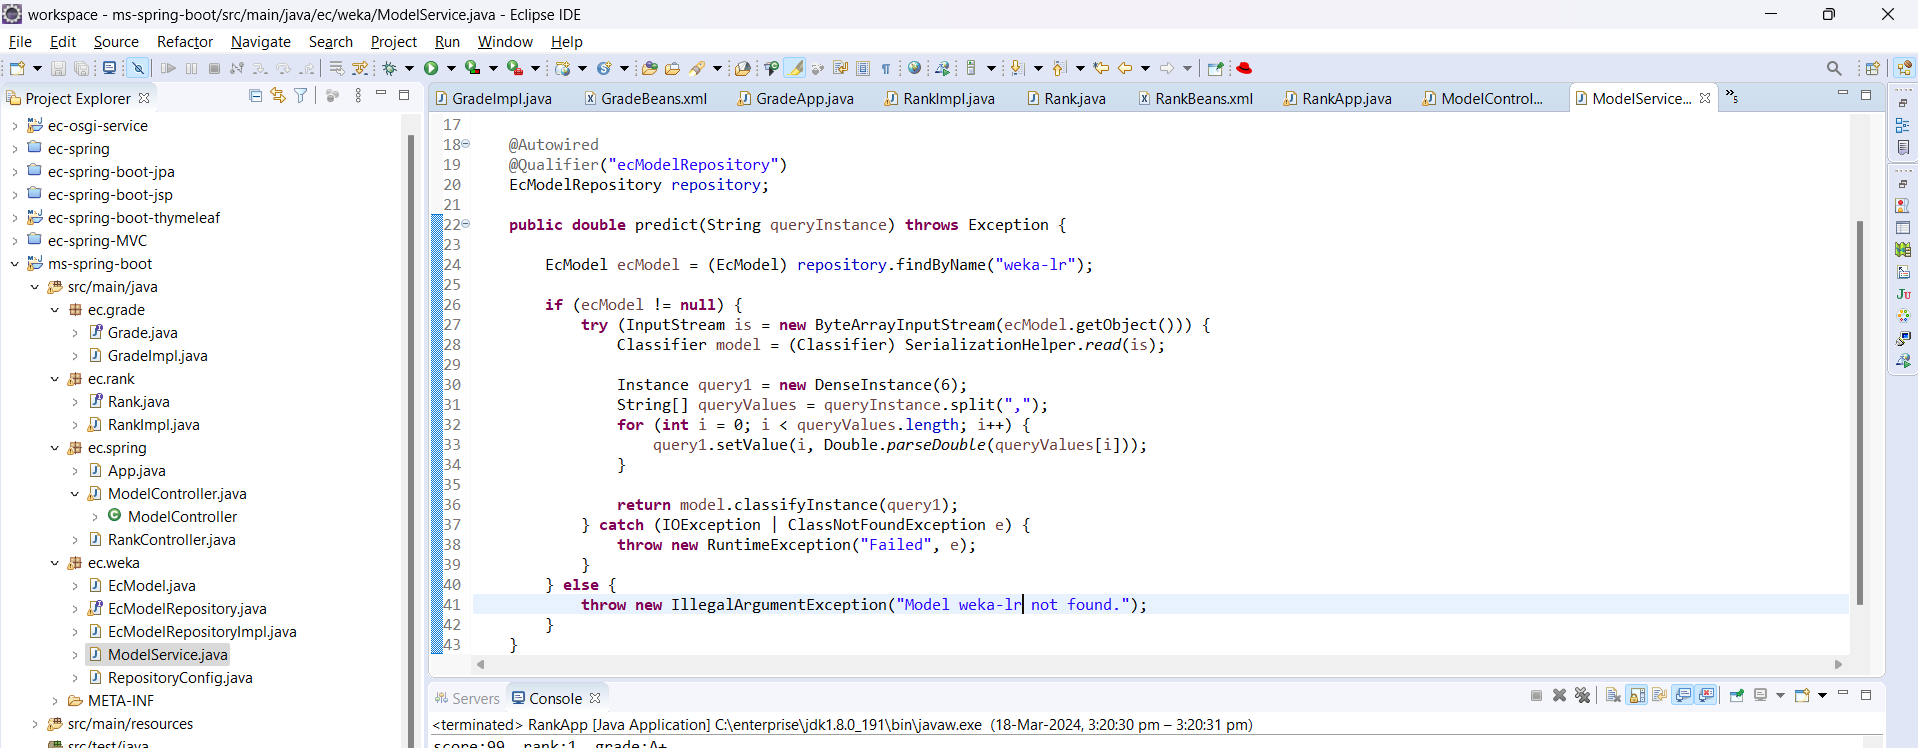 workspace - ms-spring-boot/src/main/java/ec/weka/ModelService.java - Eclipse IDE
File Edit Source Refactor Navigate Search Project Run Window Help
Project Explorer
ec-osgi-service
ec-spring
ec-spring-boot-jpa
ec-spring-boot-jsp
ec-spring-boot-thymeleaf
ec-spring-MVC
ms-spring-boot
src/main/java
ec.grade
Grade.java
GradeImpl.java
ec.rank
Rank.java
RankImpl.java
ec.spring
App.java
ModelController.java
ModelController
RankController.java
ec.weka
EcModel.java
EcModelRepository.java
EcModelRepositoryImpl.java
ModelService.java
RepositoryConfig.java
META-INF
src/main/resources
src/test/java
GradeImpl.java GradeBeans.xml GradeApp.java RankImpl.java Rank.java RankBeans.xml RankApp.java ModelControl... ModelService... »5
17
18 @Autowired
19 @Qualifier("ecModelRepository")
20 EcModelRepository repository;
21
22 public double predict(String queryInstance) throws Exception {
23
24 EcModel ecModel = (EcModel) repository.findByName("weka-lr");
25
26 if (ecModel != null) {
27 try (InputStream is = new ByteArrayInputStream(ecModel.getObject())) {
28 Classifier model = (Classifier) SerializationHelper.read(is);
29
30 Instance query1 = new DenseInstance(6);
31 String[] queryValues = queryInstance.split(",");
32 for (int i = 0; i < queryValues.length; i++) {
33 query1.setValue(i, Double.parseDouble(queryValues[i]));
34 }
35
36 return model.classifyInstance(query1);
37 } catch (IOException | ClassNotFoundException e) {
38 throw new RuntimeException("Failed", e);
39 }
40 } else {
41 throw new IllegalArgumentException("Model weka-lr not found.");
42 }
43 }
Servers Console
<terminated> RankApp [Java Application] C:\enterprise\jdk1.8.0_191\bin\javaw.exe (18-Mar-2024, 3:20:30 pm – 3:20:31 pm)
score:99, rank:1, grade:A+